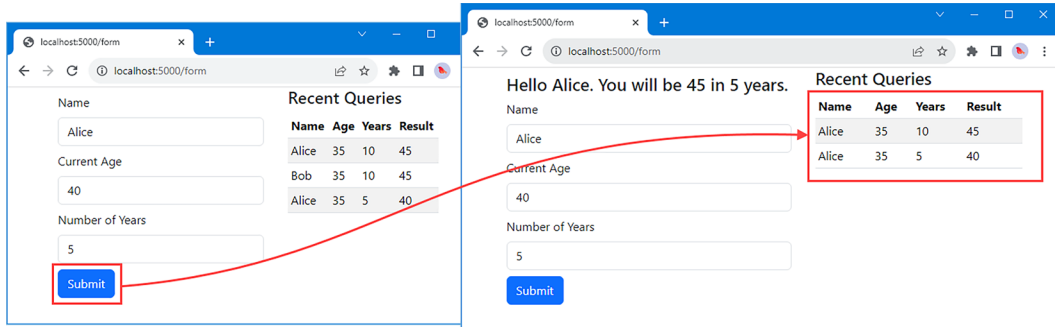 localhost:5000/form
localhost:5000/form
Name
Alice
Current Age
40
Number of Years
5
Submit
Recent Queries
Name Age Years Result
Alice 35 10 45
Bob 35 10 45
Alice 35 5 40
localhost:5000/form
localhost:5000/form
Hello Alice. You will be 45 in 5 years.
Name
Alice
Current Age
40
Number of Years
5
Submit
Recent Queries
Name Age Years Result
Alice 35 10 45
Alice 35 5 40